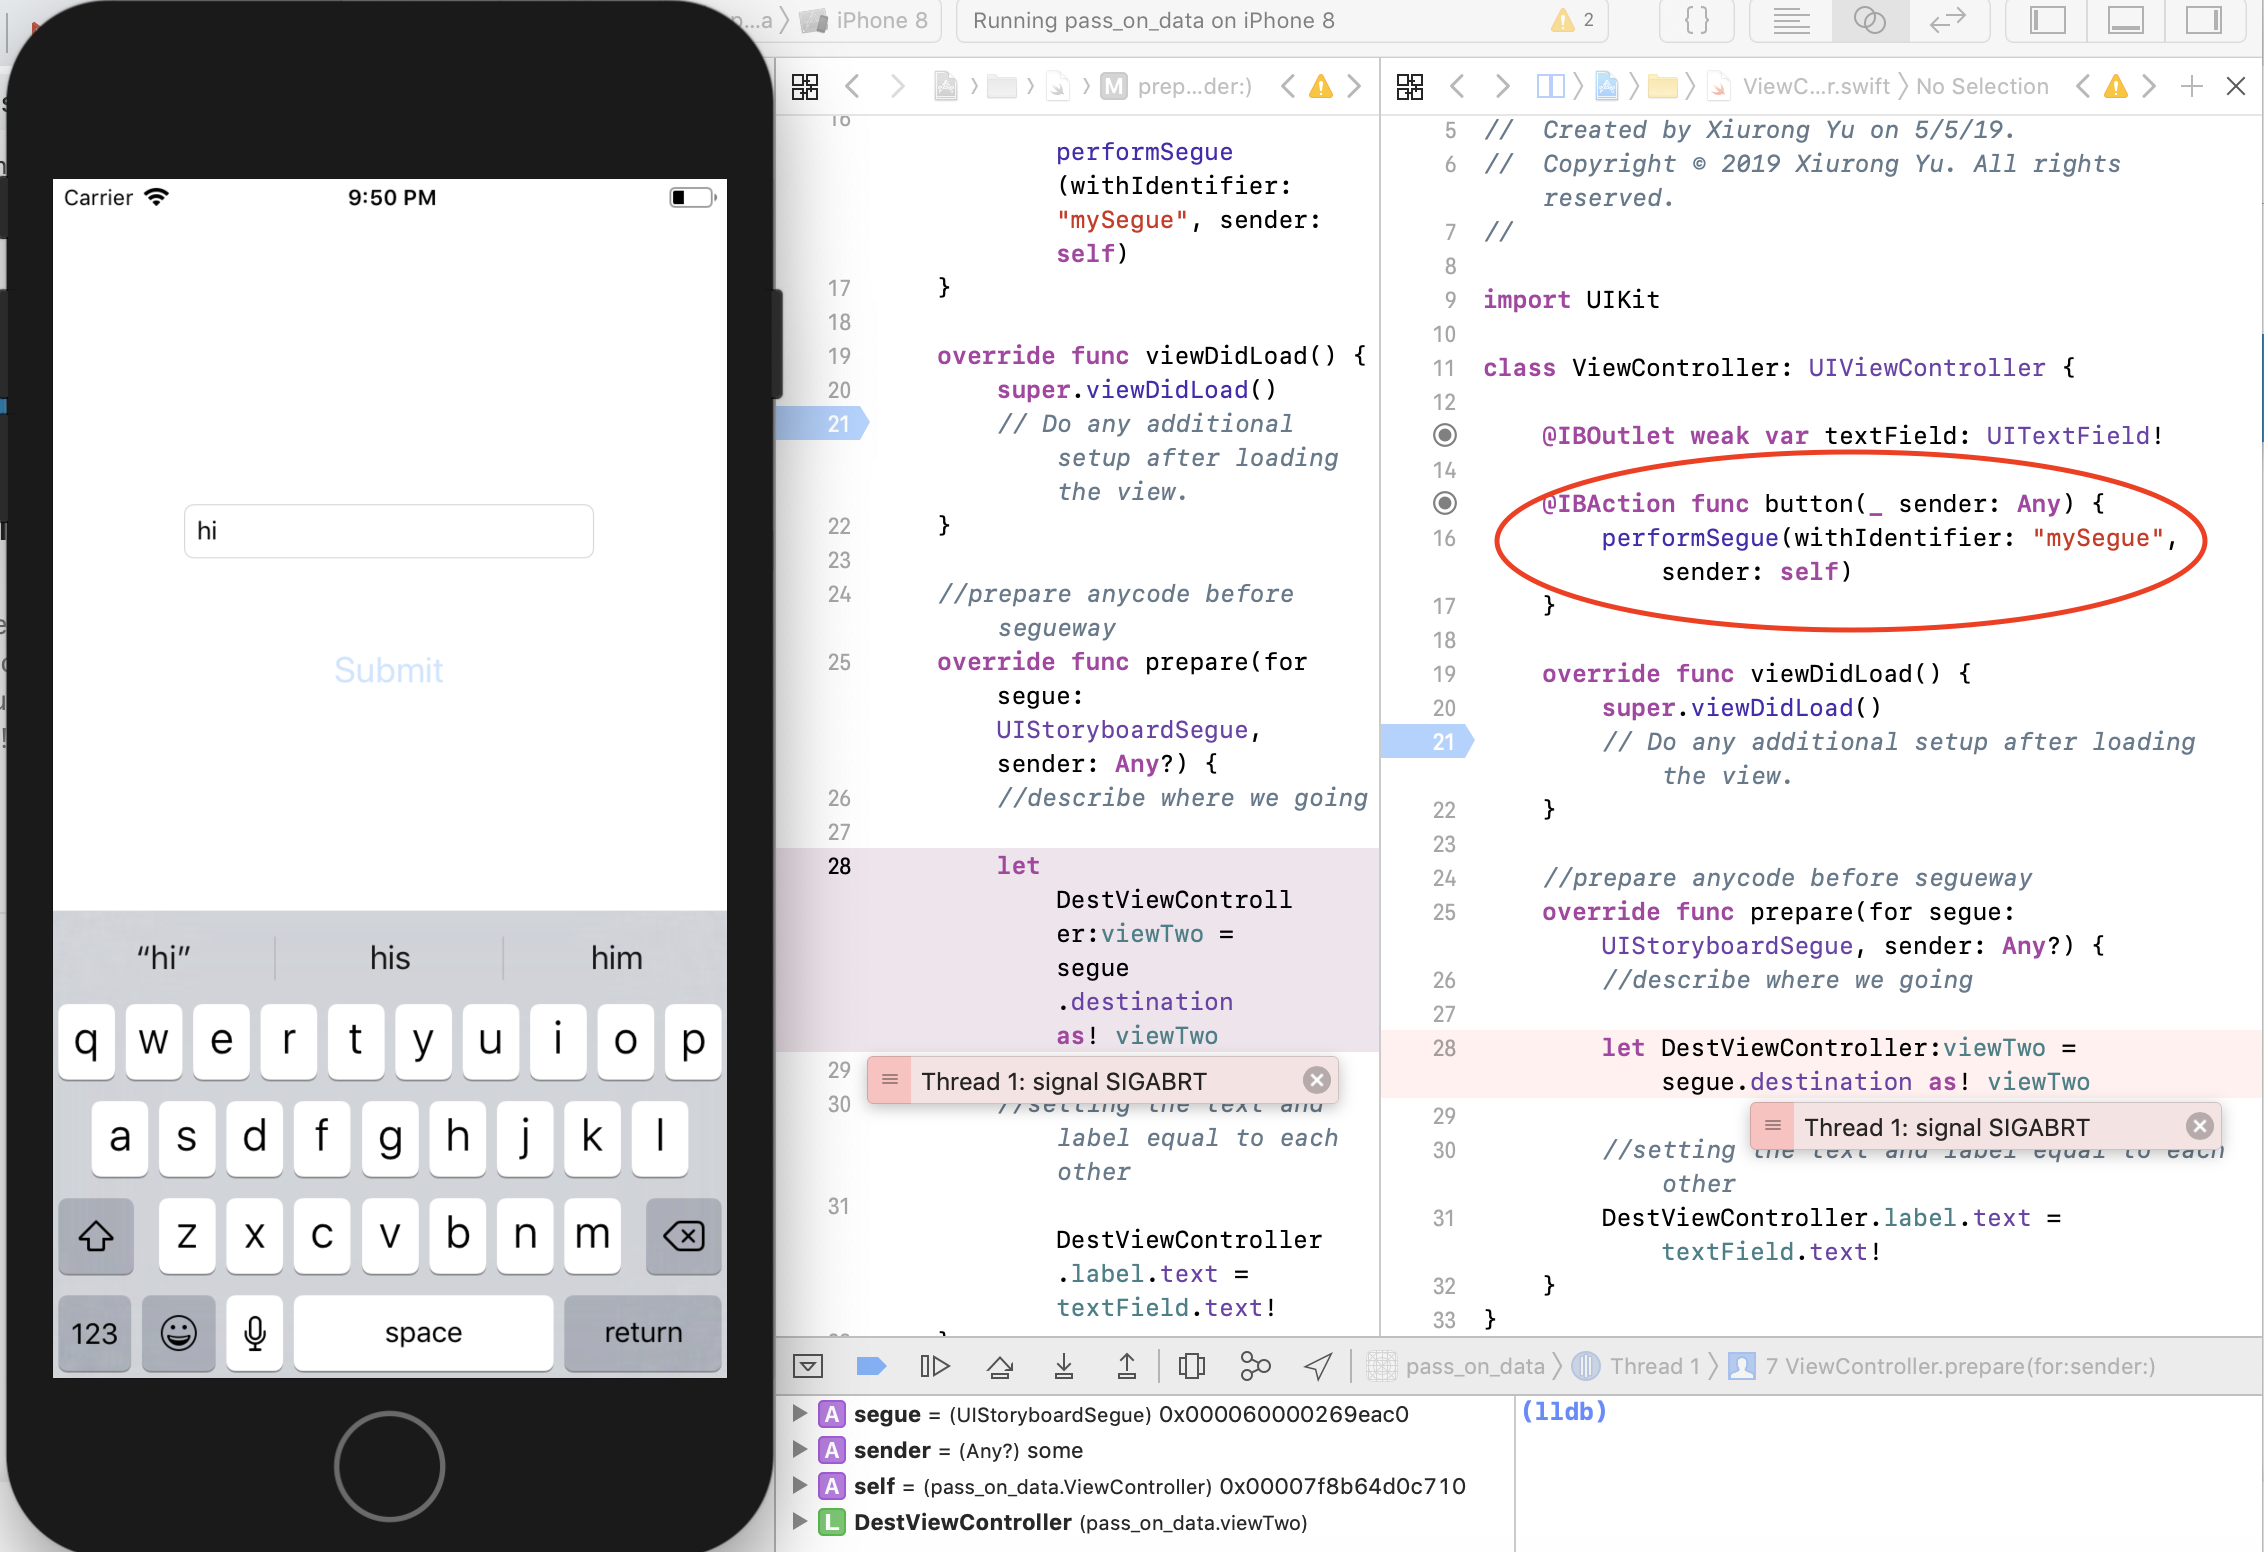 p...a
iPhone 8
Running pass_on_data on iPhone 8
2
Carrier
9:50 PM
hi
Submit
“hi”
his
him
q w e r t y u i o p
a s d f g h j k l
z x c v b n m
123
space
return
M prep...der:)
16
performSegue
(withIdentifier:
"mySegue", sender:
self)
17 }
18
19 override func viewDidLoad() {
20 super.viewDidLoad()
21 // Do any additional
setup after loading
the view.
22 }
23
24 //prepare anycode before
segueway
25 override func prepare(for
segue:
UIStoryboardSegue,
sender: Any?) {
26 //describe where we going
27
28 let
DestViewControll
er:viewTwo =
segue
.destination
as! viewTwo
29 Thread 1: signal SIGABRT
30 //setting the text and
label equal to each
other
31
DestViewController
.label.text =
textField.text!
ViewC...r.swift
No Selection
5 // Created by Xiurong Yu on 5/5/19.
6 // Copyright © 2019 Xiurong Yu. All rights
reserved.
7 //
8
9 import UIKit
10
11 class ViewController: UIViewController {
12
@IBOutlet weak var textField: UITextField!
14
@IBAction func button(_ sender: Any) {
16 performSegue(withIdentifier: "mySegue",
sender: self)
17 }
18
19 override func viewDidLoad() {
20 super.viewDidLoad()
21 // Do any additional setup after loading
the view.
22 }
23
24 //prepare anycode before segueway
25 override func prepare(for segue:
UIStoryboardSegue, sender: Any?) {
26 //describe where we going
27
28 let DestViewController:viewTwo =
segue.destination as! viewTwo
29 Thread 1: signal SIGABRT
30 //setting the text and label equal to each
other
31 DestViewController.label.text =
textField.text!
32 }
33 }
pass_on_data
Thread 1
7 ViewController.prepare(for:sender:)
A segue = (UIStoryboardSegue) 0x000060000269eac0
A sender = (Any?) some
A self = (pass_on_data.ViewController) 0x00007f8b64d0c710
L DestViewController (pass_on_data.viewTwo)
(lldb)